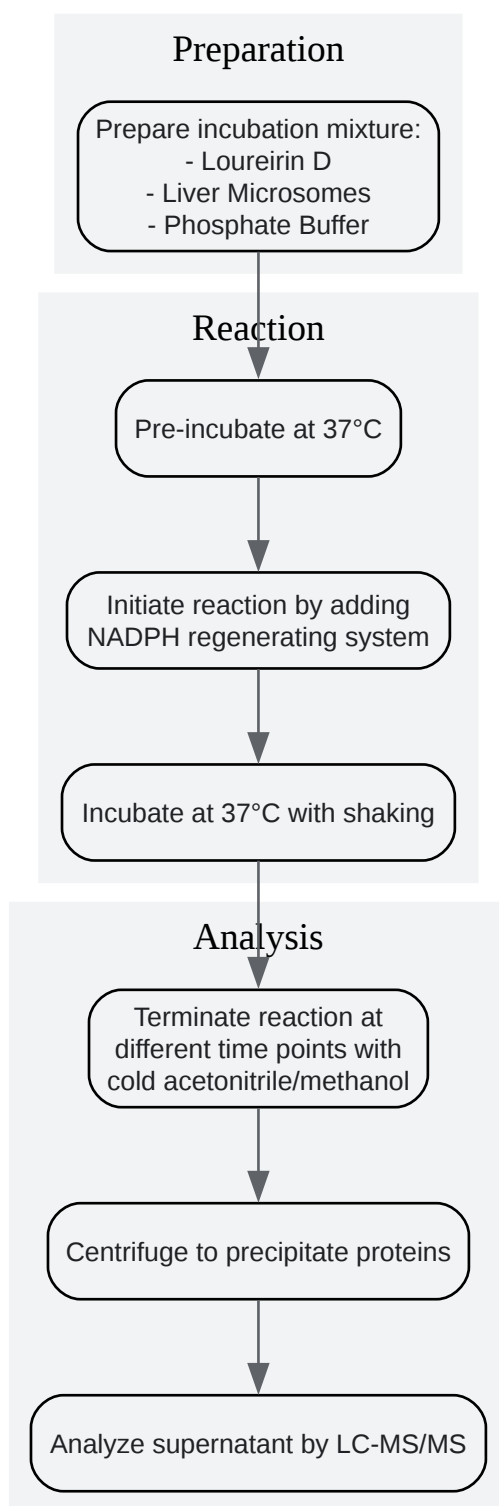 Preparation
Prepare incubation mixture:
- Loureirin D
- Liver Microsomes
- Phosphate Buffer
Reaction
Pre-incubate at 37°C
Initiate reaction by adding
NADPH regenerating system
Incubate at 37°C with shaking
Analysis
Terminate reaction at
different time points with
cold acetonitrile/methanol
Centrifuge to precipitate proteins
Analyze supernatant by LC-MS/MS